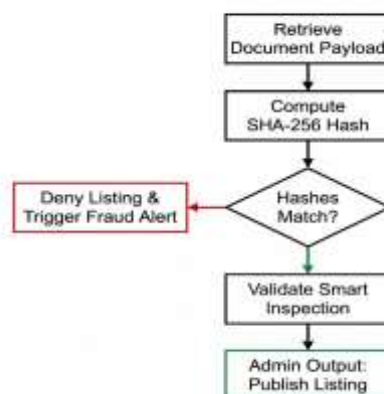 Retrieve
Document Payload
Compute
SHA-256 Hash
Hashes
Match?
Deny Listing &
Trigger Fraud Alert
Validate Smart
Inspection
Admin Output:
Publish Listing